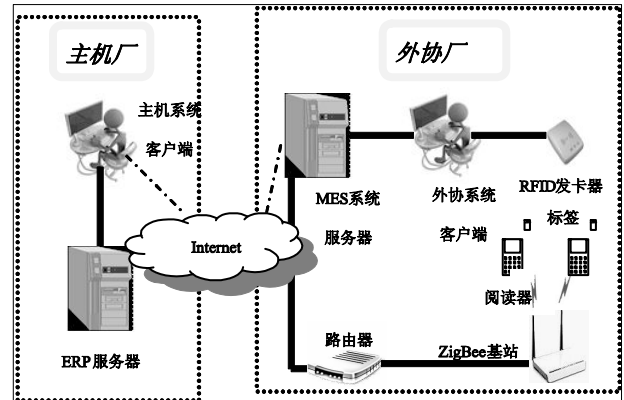 主机厂
外协厂
主机系统
客户端
MES系统
服务器
外协系统
客户端
RFID发卡器
标签
Internet
阅读器
路由器
ZigBee基站
ERP服务器